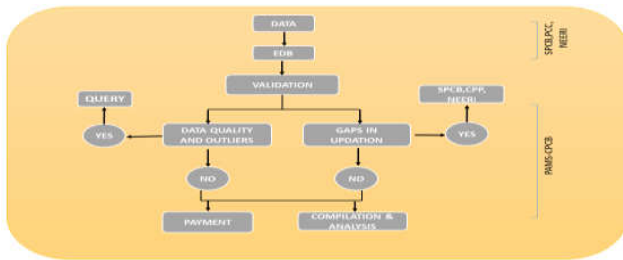 DATA
SPCB,PCC,
NEERI
EDB
VALIDATION
QUERY
SPCB,CPP,
NEERI
YES
DATA QUALITY
AND OUTLIERS
GAPS IN
UPDATION
YES
PAMS-CPCB
NO
NO
PAYMENT
COMPILATION &
ANALYSIS